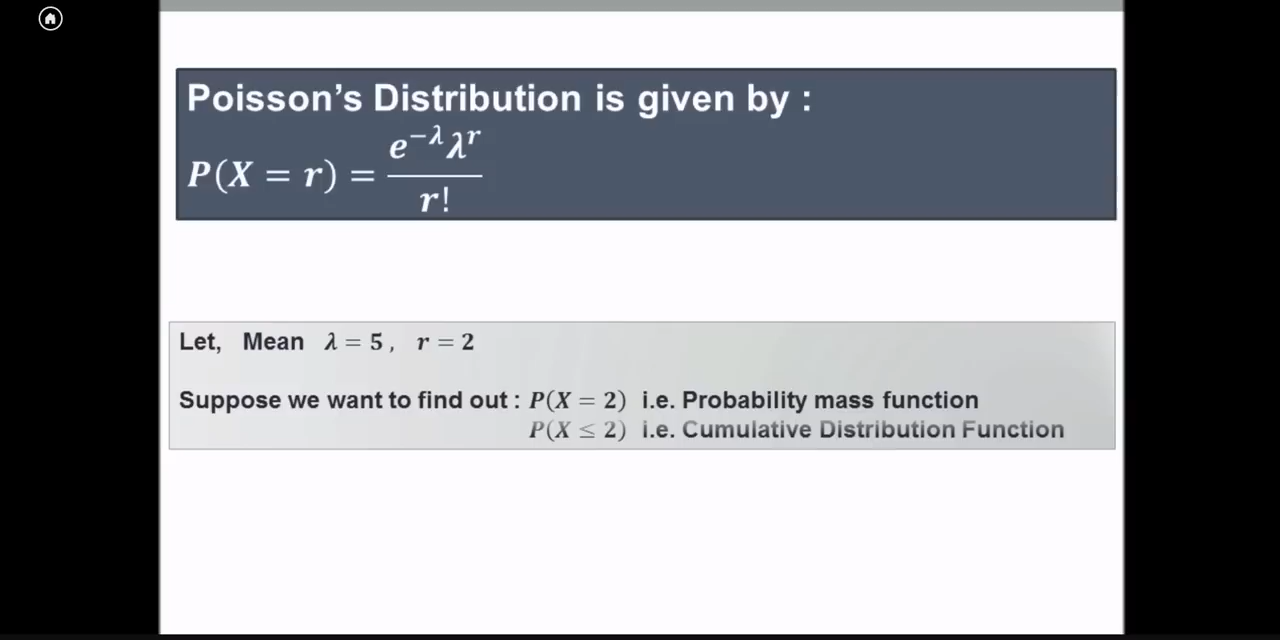 Poisson's Distribution is given by :
P(X = r) = e^{-λ}λ^r / r!
Let, Mean λ = 5 , r = 2
Suppose we want to find out : P(X = 2) i.e. Probability mass function
P(X ≤ 2) i.e. Cumulative Distribution Function